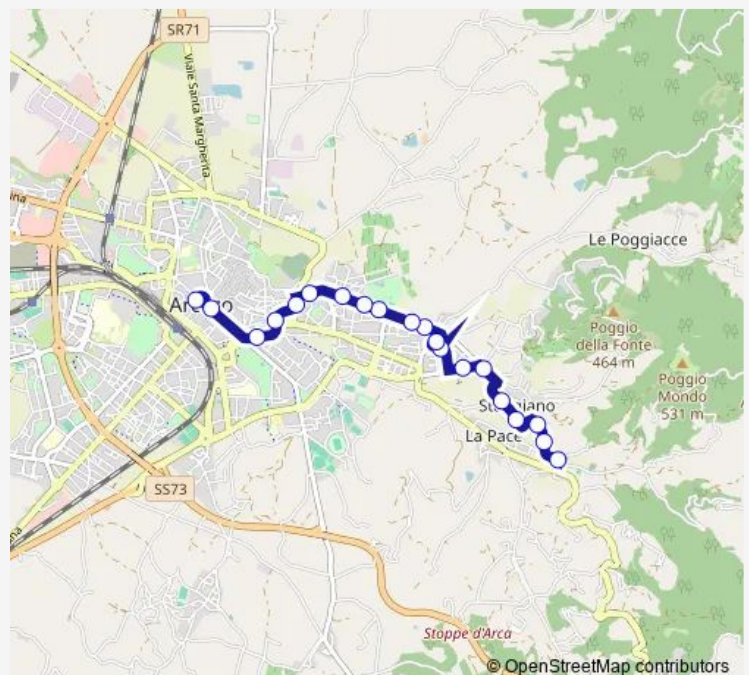 SR71
Viale Santa Margherita
Le Poggiacce
Poggio
della Fonte
464 m
Poggio
Mondo
531 m
La Pace
SS73
Stoppe d'Arca
© OpenStreetMap contributors